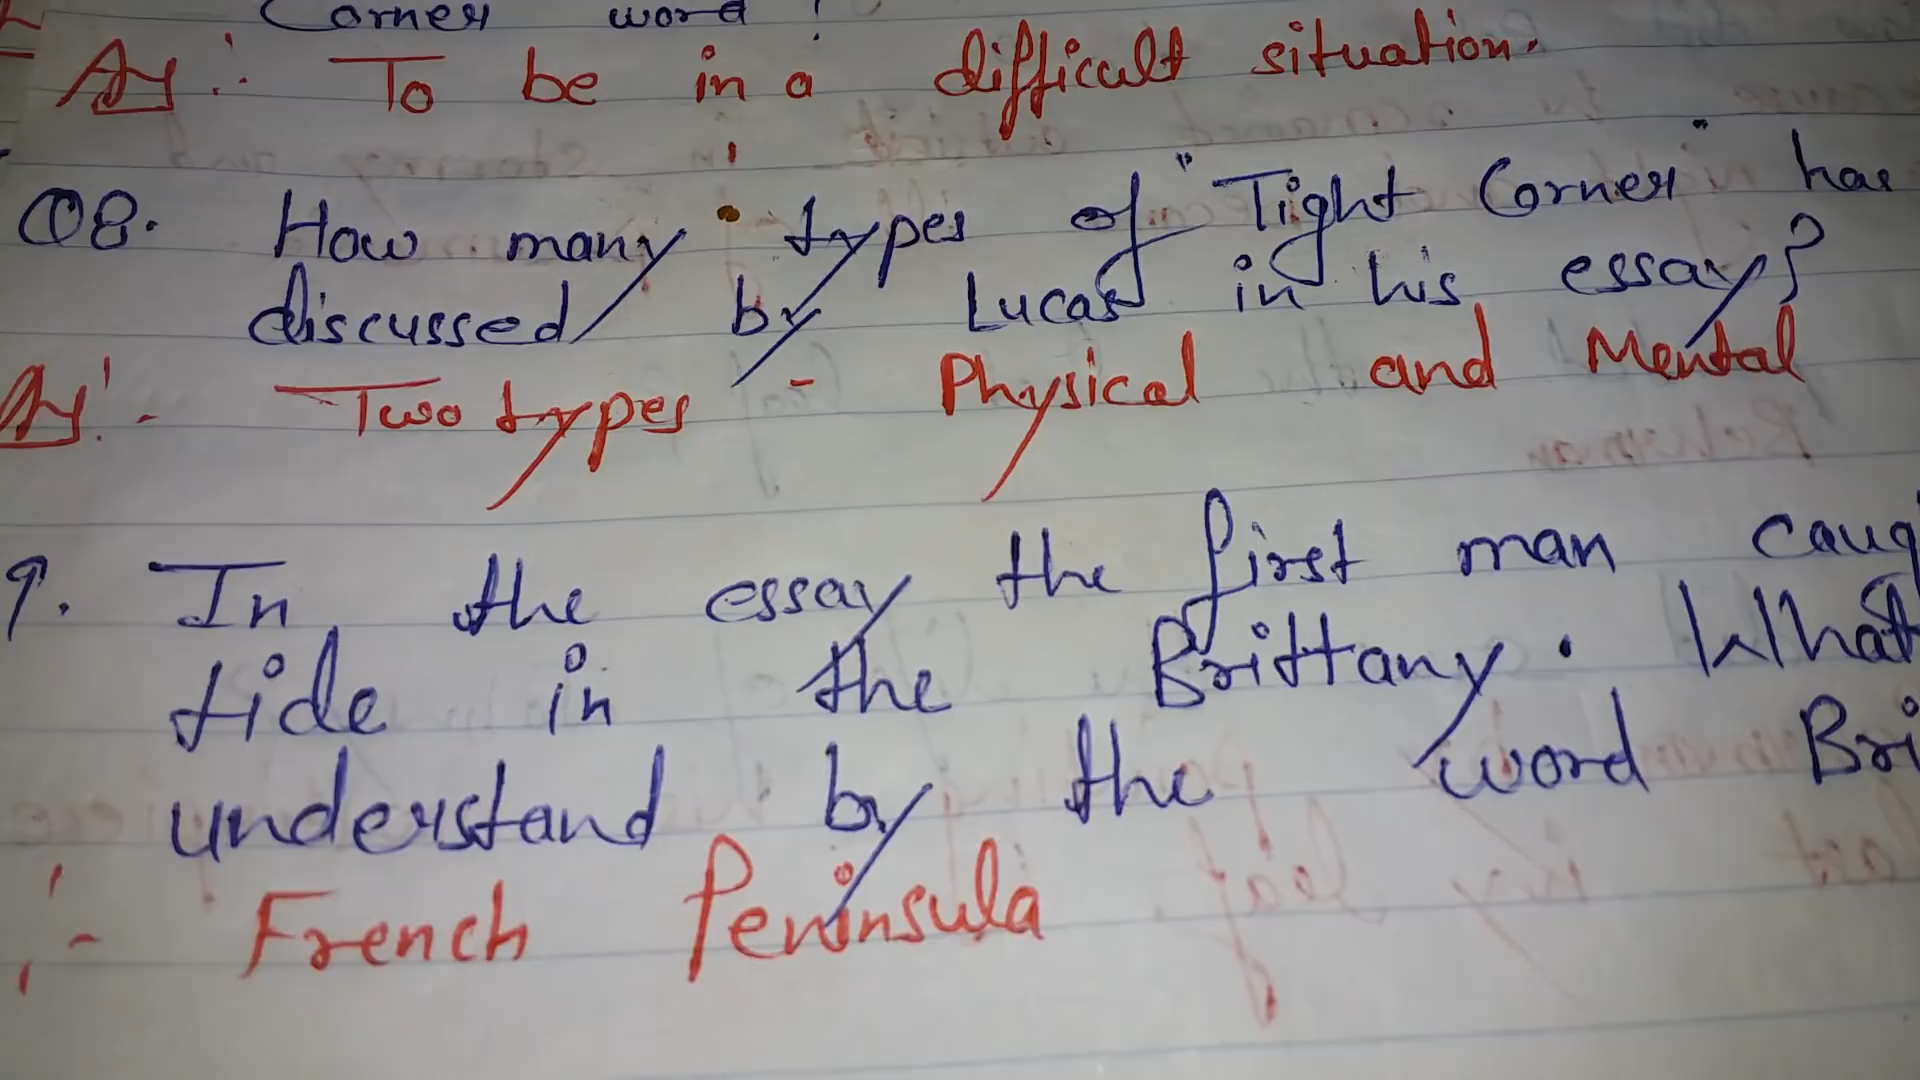 Corner word?
Ans:- To be in a difficult situation.
Q8. How many types of "Tight Corner" has
discussed by Lucas in his essay?
Ans:- Two types - Physical and Mental
9. In the essay the first man caug
tide in the Brittany. What
understand by the word Bri
:- French Peninsula